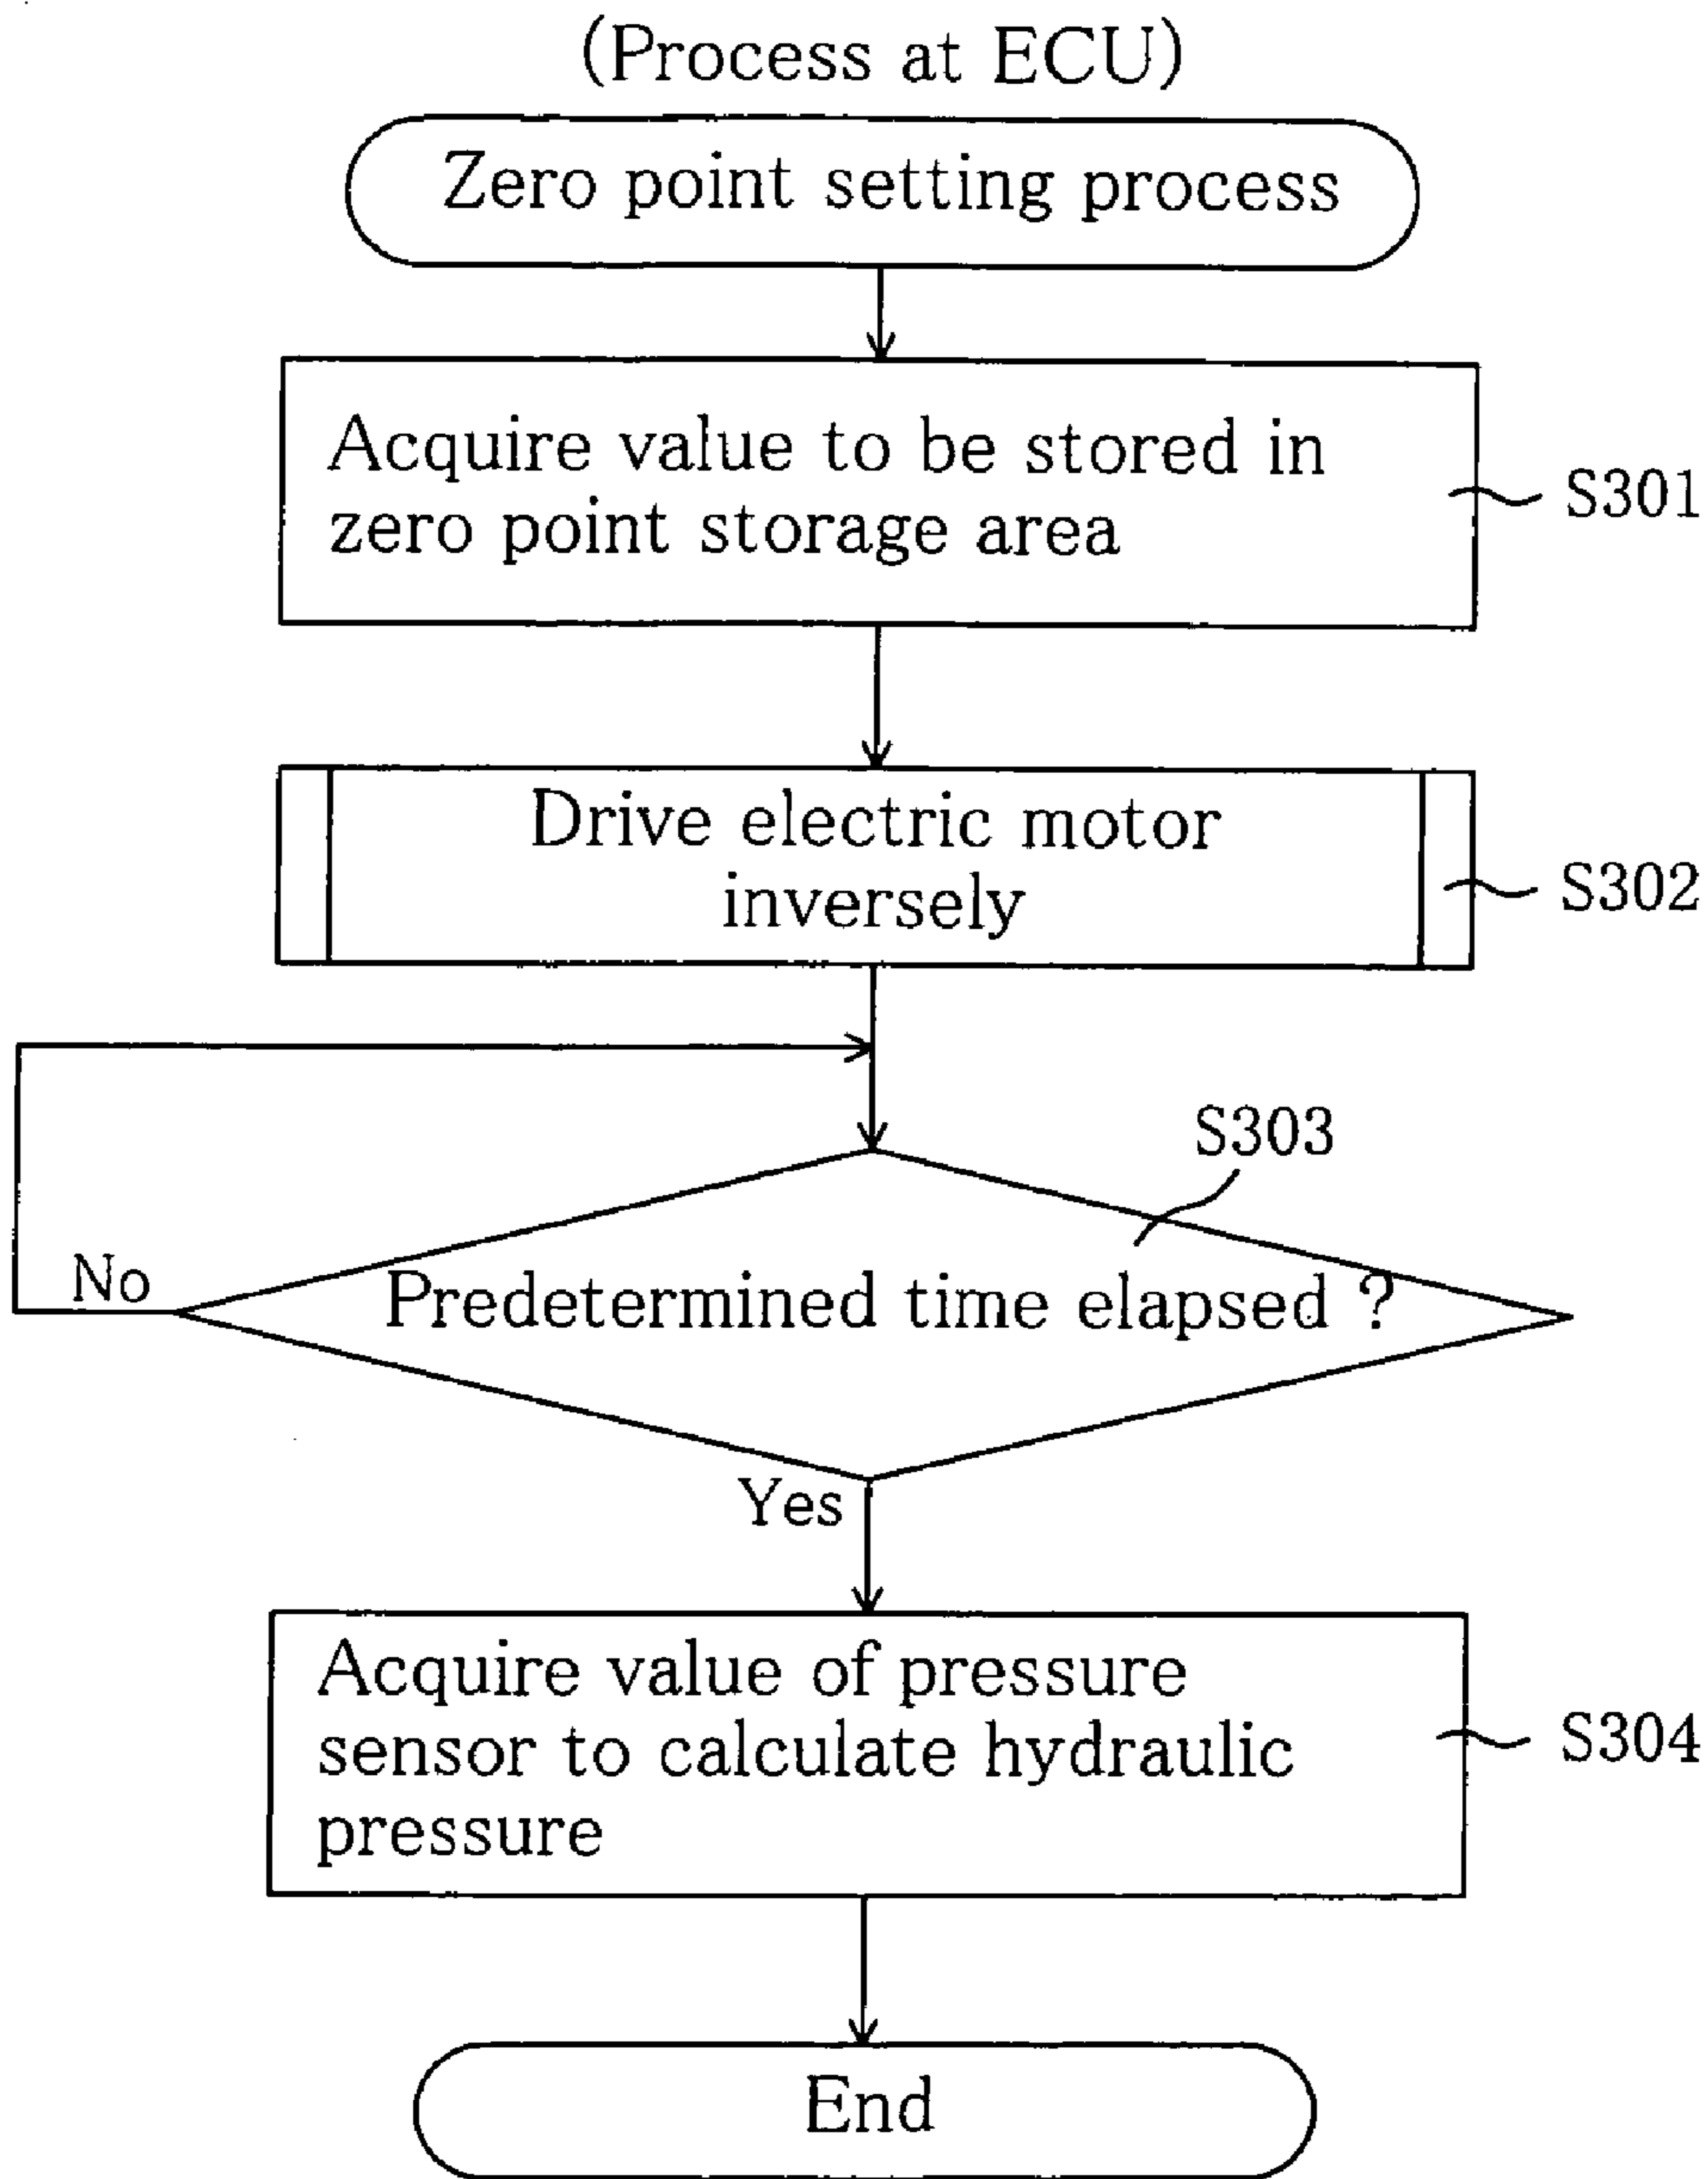 (Process at ECU)
Zero point setting process
Acquire value to be stored in
zero point storage area
S301
Drive electric motor
inversely
S302
S303
No
Predetermined time elapsed ?
Yes
Acquire value of pressure
sensor to calculate hydraulic
pressure
S304
End